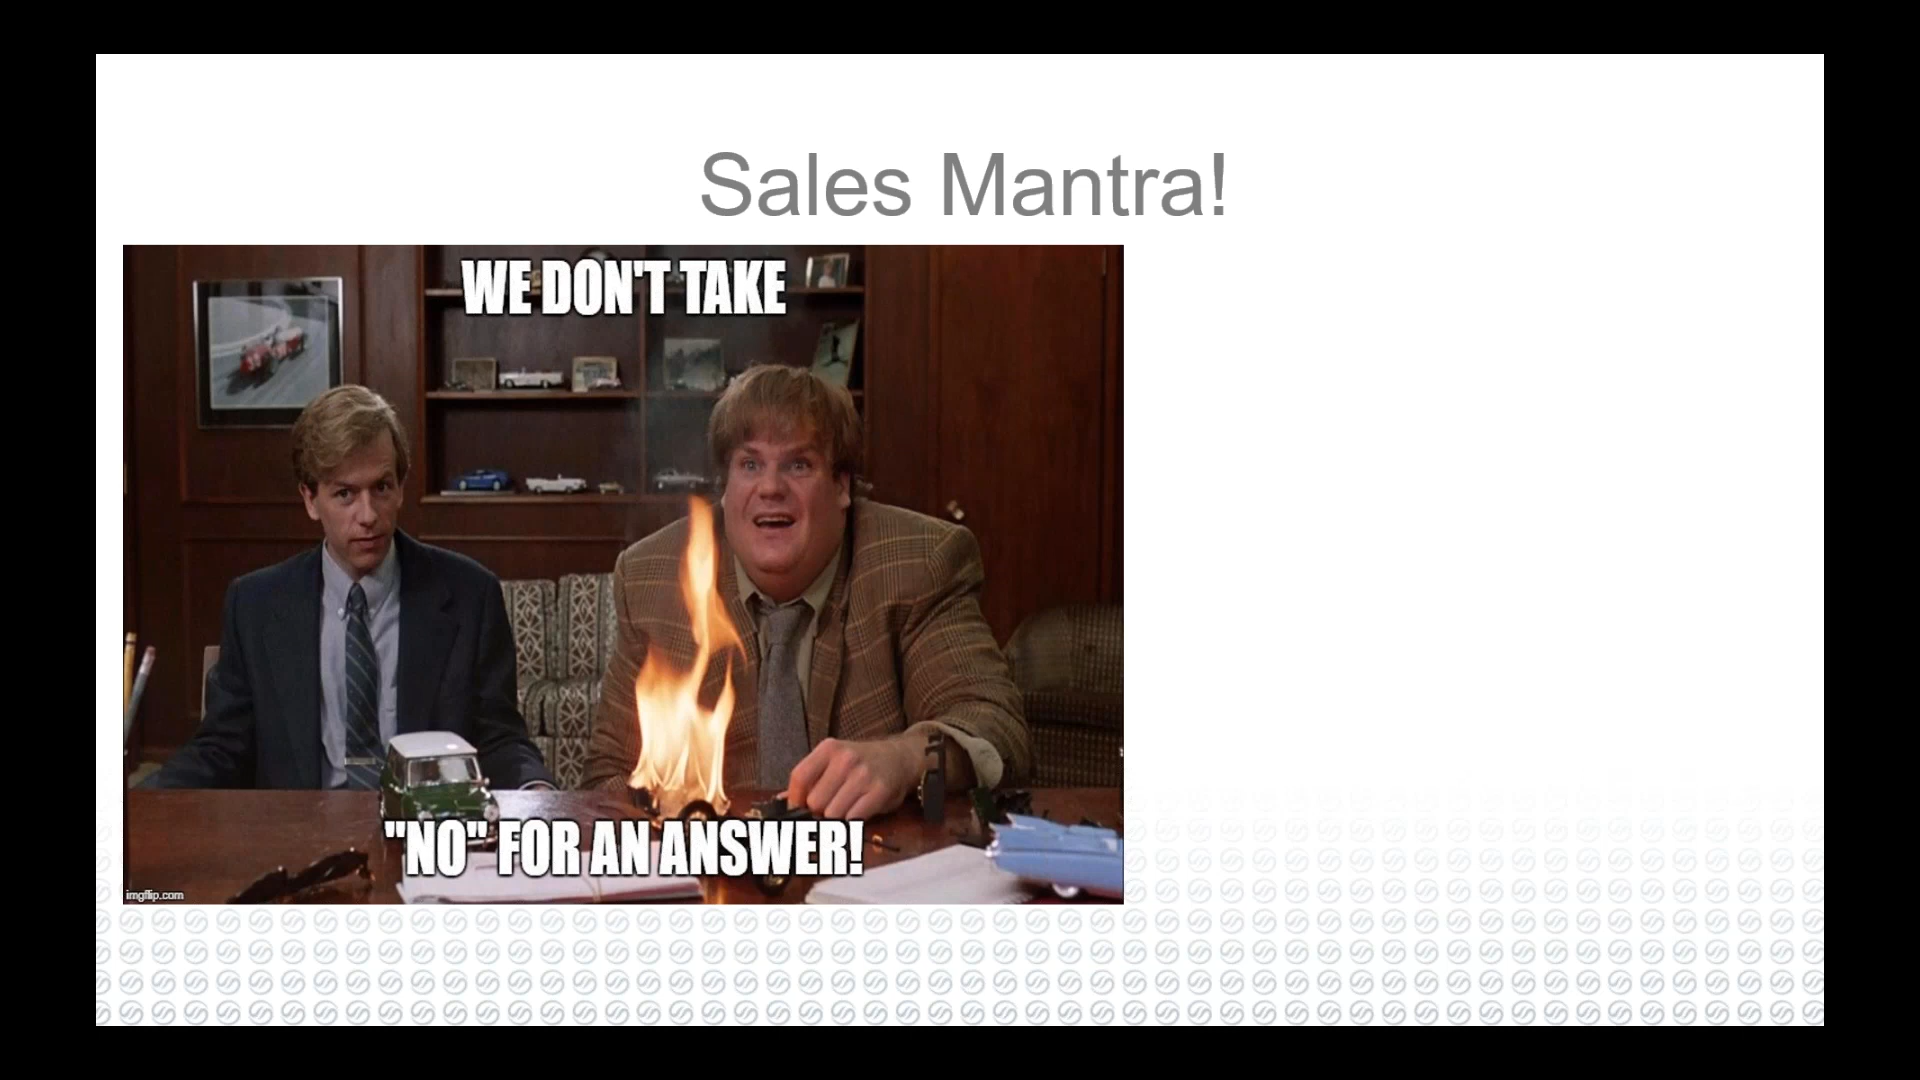 Sales Mantra!
WE DON'T TAKE
"NO" FOR AN ANSWER!
imgflip.com